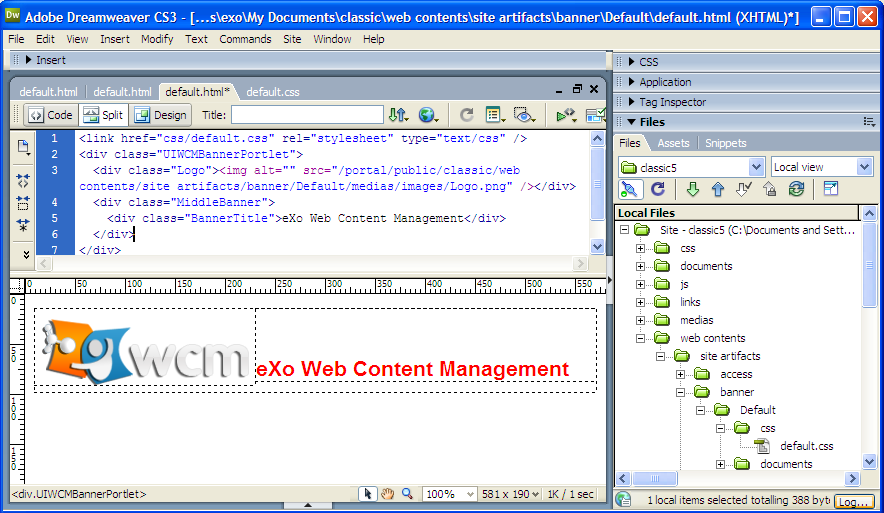 Adobe Dreamweaver CS3 - [...s\exo\My Documents\classic\web contents\site artifacts\banner\Default\default.html (XHTML)*]
File Edit View Insert Modify Text Commands Site Window Help
Insert
default.html default.html default.html* default.css
Code Split Design Title:
1 <link href="css/default.css" rel="stylesheet" type="text/css" />
2 <div class="UIWCMBannerPortlet">
3 <div class="Logo"><img alt="" src="/portal/public/classic/web
contents/site artifacts/banner/Default/medias/images/Logo.png" /></div>
4 <div class="MiddleBanner">
5 <div class="BannerTitle">eXo Web Content Management</div>
6 </div>
7 </div>
0 50 100 150 200 250 300 350 400 450 500 550
0
50
100
150
wcm
eXo Web Content Management
<div.UIWCMBannerPortlet> 100% 581 x 190 1K / 1 sec
CSS
Application
Tag Inspector
Files
Files Assets Snippets
classic5 Local view
Local Files
Site - classic5 (C:\Documents and Sett...
css
documents
js
links
medias
web contents
site artifacts
access
banner
Default
css
default.css
documents
1 local items selected totalling 388 byt Log...